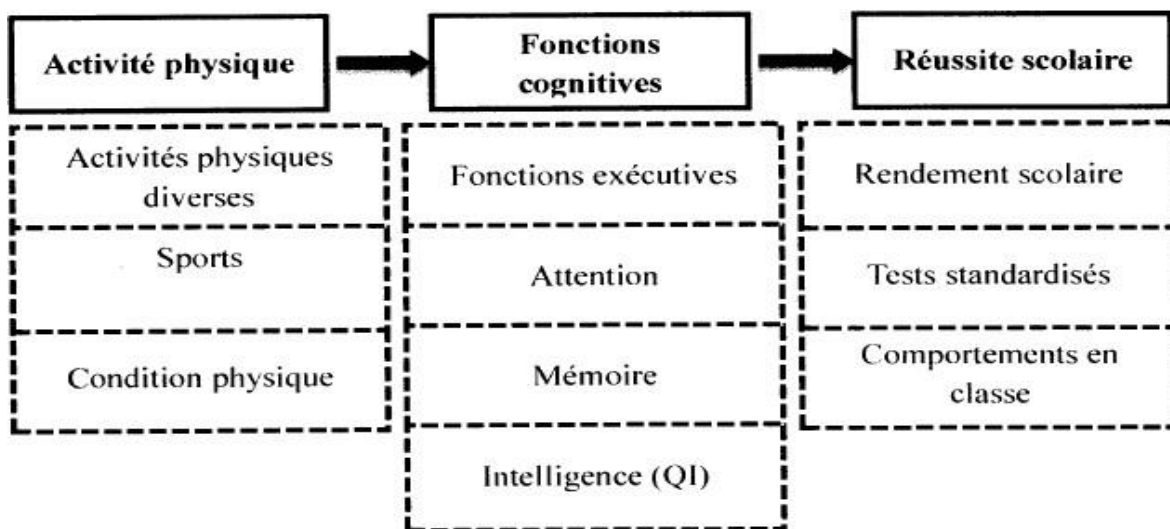 Activité physique
Fonctions
cognitives
Réussite scolaire
Activités physiques
diverses
Sports
Condition physique
Fonctions exécutives
Attention
Mémoire
Intelligence (QI)
Rendement scolaire
Tests standardisés
Comportements en
classe